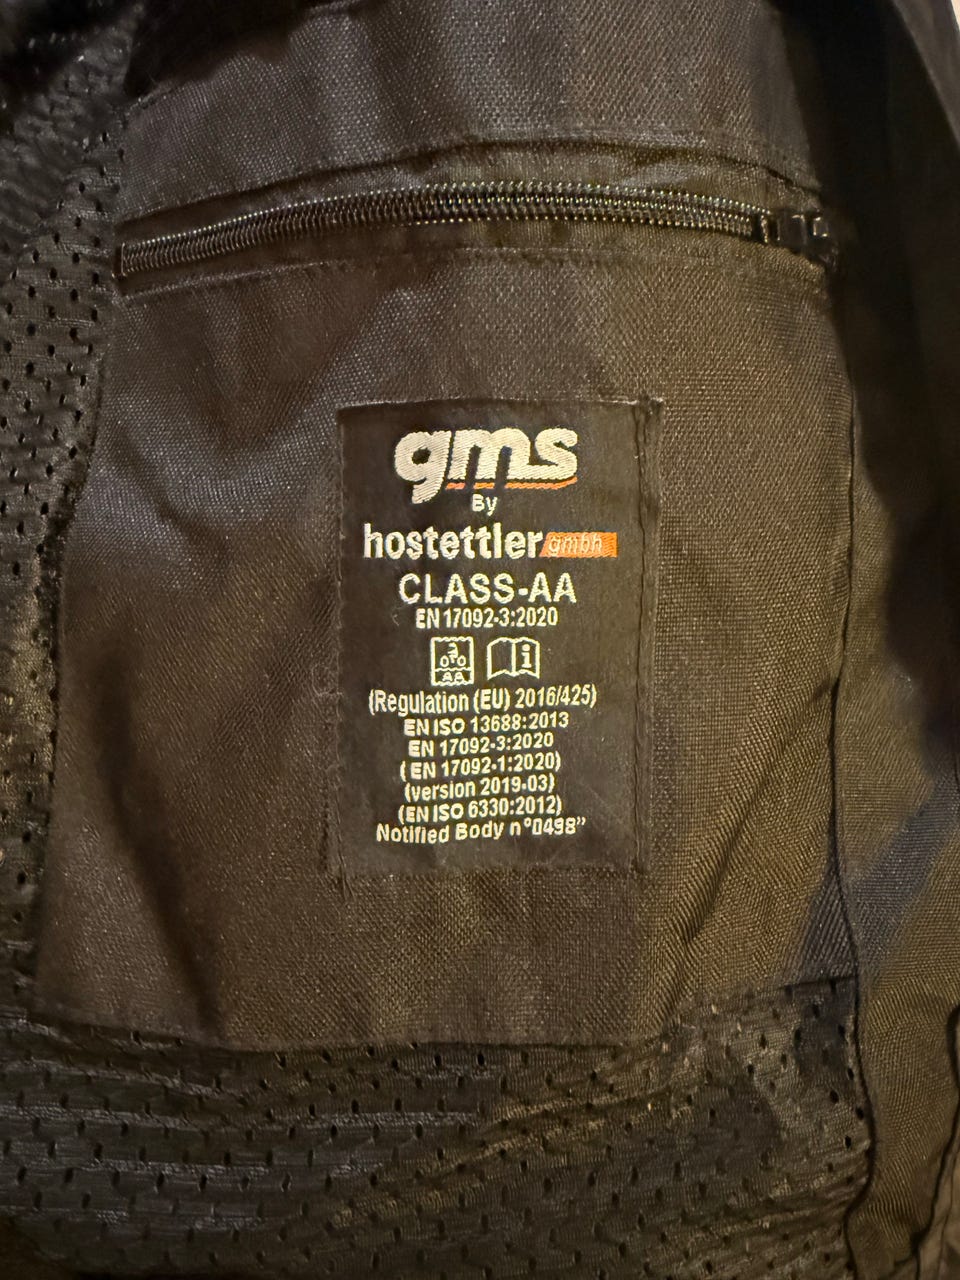 gms
By
hostettler gmbh
CLASS-AA
EN 17092-3:2020
AA
i
(Regulation (EU) 2016/425)
EN ISO 13688:2013
EN 17092-3:2020
(EN 17092-1:2020)
(version 2019-03)
(EN ISO 6330:2012)
Notified Body n°0498”